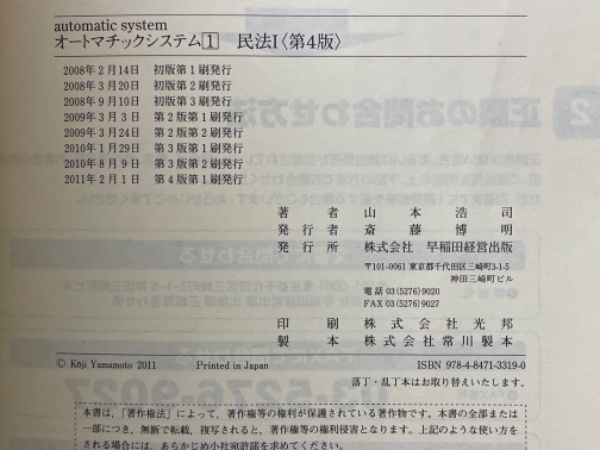 automatic system
オートマチックシステム1 民法I〈第4版〉
2008年2月14日 初版第1刷発行
2008年3月20日 初版第2刷発行
2008年9月10日 初版第3刷発行
2009年3月3日 第2版第1刷発行
2009年3月24日 第2版第2刷発行
2010年1月29日 第3版第1刷発行
2010年8月9日 第3版第2刷発行
2011年2月1日 第4版第1刷発行
著者 山本浩司
発行者 斎藤博明
発行所 株式会社 早稲田経営出版
〒101-0061 東京都千代田区三崎町3-1-5
神田三崎町ビル
電話 03(5276)9020
FAX 03(5276)9027
印刷 株式会社光邦
製本 株式会社常川製本
© Kōji Yamamoto 2011 Printed in Japan ISBN 978-4-8471-3319-0
落丁・乱丁本はお取り替えいたします。
本書は，「著作権法」によって，著作権等の権利が保護されている著作物です。本書の全部または
一部につき，無断で転載，複写されると，著作権等の権利侵害となります。上記のような使い方を
される場合には，あらかじめ小社宛許諾を求めてください。